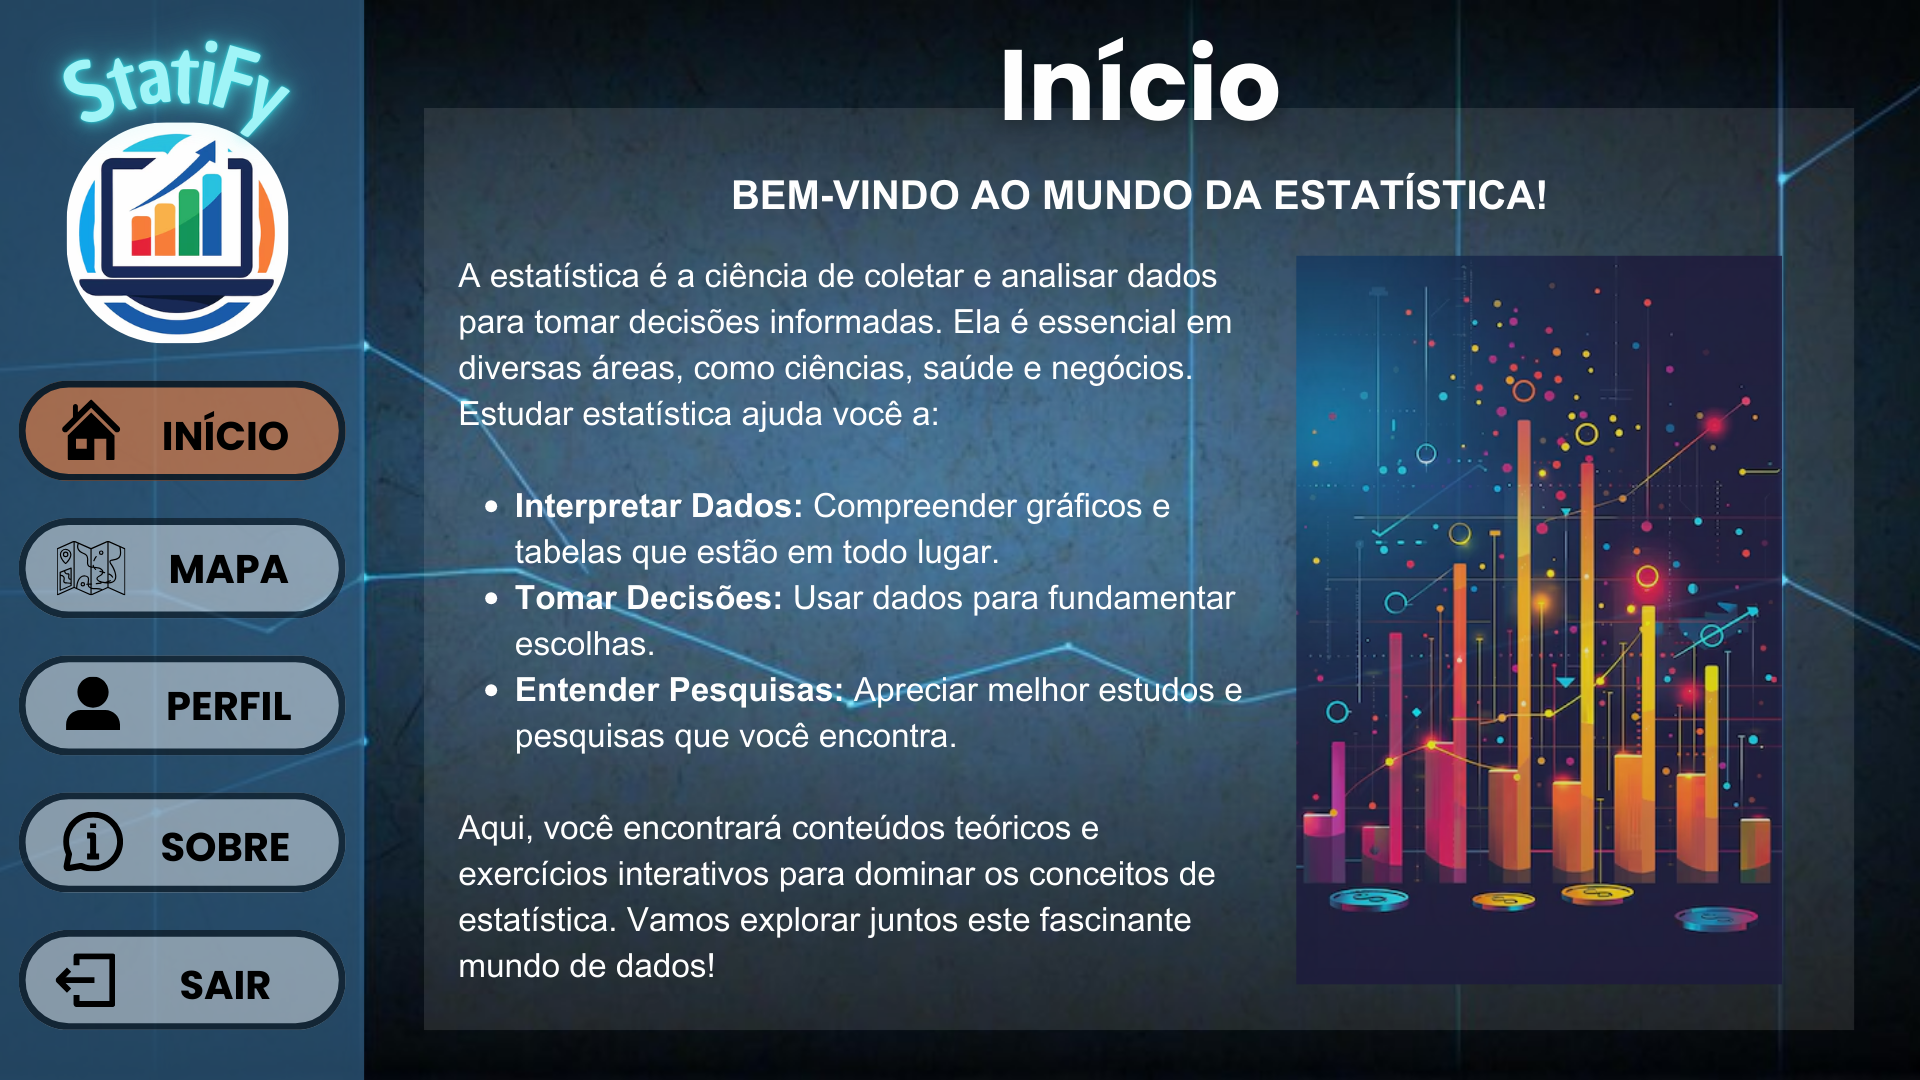 StatiFy
INÍCIO
MAPA
PERFIL
SOBRE
SAIR
Início
BEM-VINDO AO MUNDO DA ESTATÍSTICA!
A estatística é a ciência de coletar e analisar dados
para tomar decisões informadas. Ela é essencial em
diversas áreas, como ciências, saúde e negócios.
Estudar estatística ajuda você a:
• Interpretar Dados: Compreender gráficos e
tabelas que estão em todo lugar.
• Tomar Decisões: Usar dados para fundamentar
escolhas.
• Entender Pesquisas: Apreciar melhor estudos e
pesquisas que você encontra.
Aqui, você encontrará conteúdos teóricos e
exercícios interativos para dominar os conceitos de
estatística. Vamos explorar juntos este fascinante
mundo de dados!